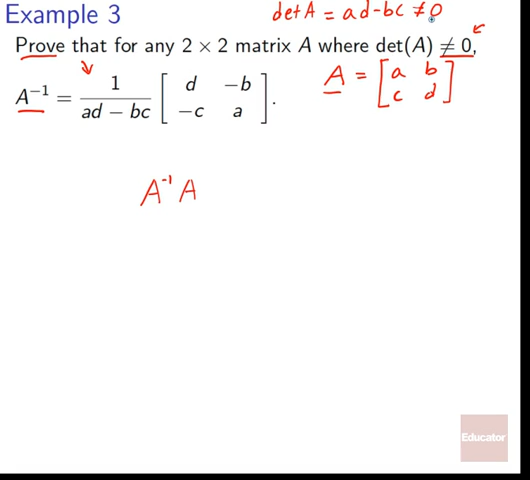 Example 3
det A = ad - bc ≠ 0
Prove that for any 2 × 2 matrix A where det(A) ≠ 0,
A = [ a b
c d ]
A⁻¹ = 1/(ad − bc) [ d −b
−c a ].
A⁻¹ A
Educator